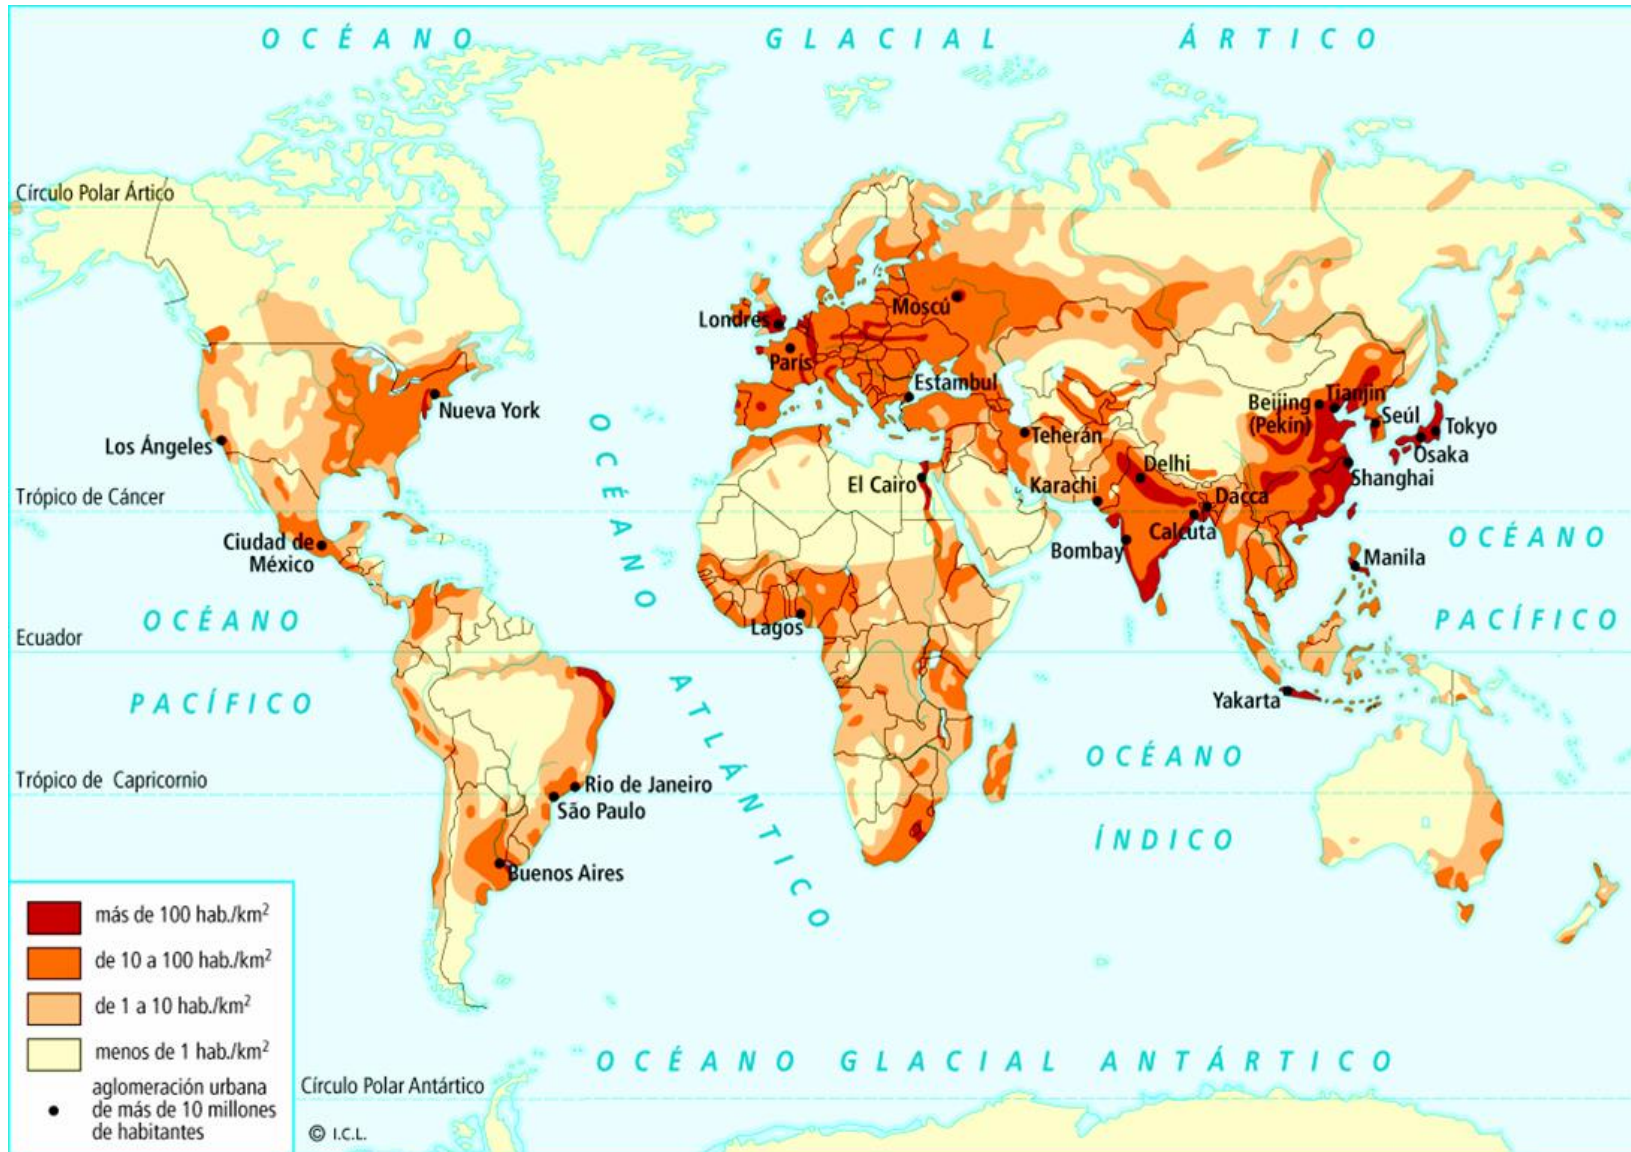 OCÉANO GLACIAL ÁRTICO
Círculo Polar Ártico
Moscú
Londres
París
Estambul
Beijing
(Pekín)
Tianjin
Seúl
Tokyo
Osaka
Nueva York
Los Ángeles
Teherán
Delhi
Shanghai
El Cairo
Karachi
Dacca
Trópico de Cáncer
Calcuta
Bombay
Ciudad de
México
OCÉANO
ATLÁNTICO
OCÉANO
PACÍFICO
Manila
OCÉANO
PACÍFICO
Lagos
Ecuador
Yakarta
OCÉANO
ÍNDICO
Trópico de Capricornio
Rio de Janeiro
São Paulo
Buenos Aires
más de 100 hab./km²
de 10 a 100 hab./km²
de 1 a 10 hab./km²
menos de 1 hab./km²
aglomeración urbana
de más de 10 millones
de habitantes
OCÉANO GLACIAL ANTÁRTICO
Círculo Polar Antártico
© I.C.L.